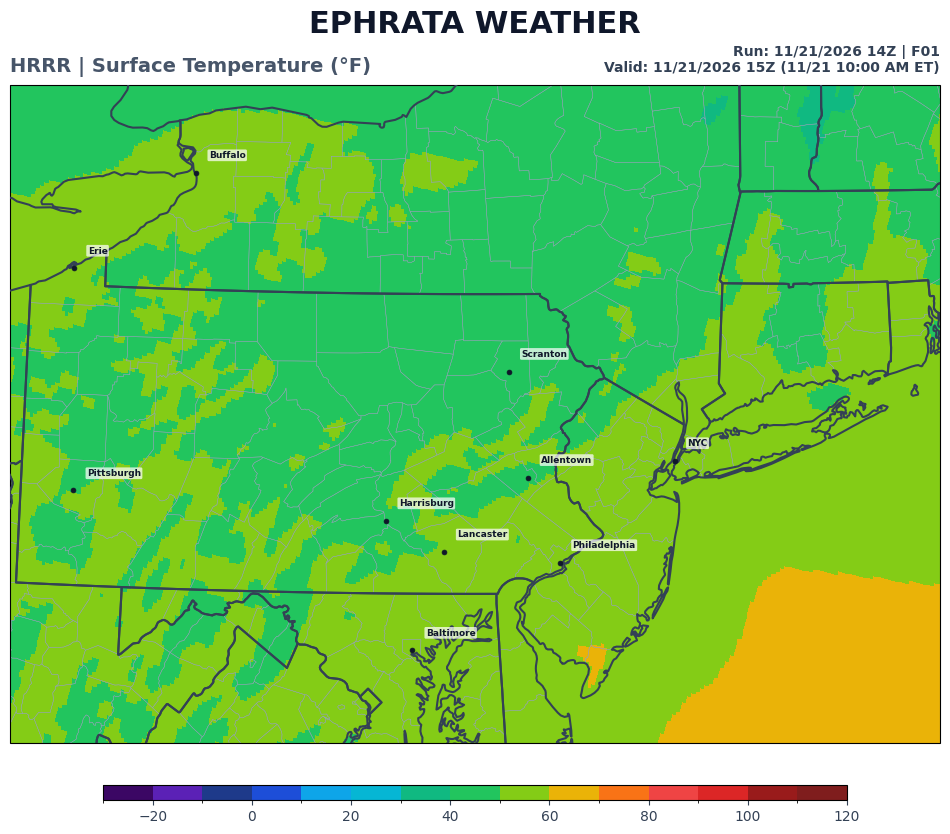 EPHRATA WEATHER
HRRR | Surface Temperature (°F)
Run: 11/21/2026 14Z | F01
Valid: 11/21/2026 15Z (11/21 10:00 AM ET)
Buffalo
Erie
Scranton
NYC
Allentown
Pittsburgh
Harrisburg
Lancaster
Philadelphia
Baltimore
−20 0 20 40 60 80 100 120